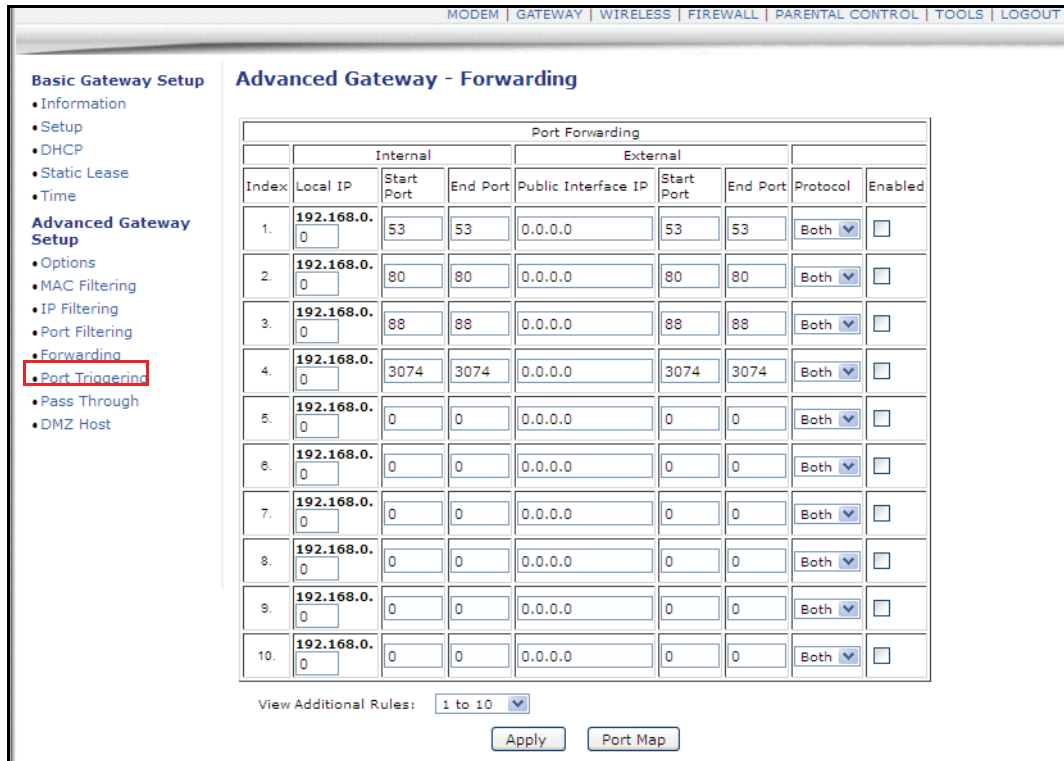 MODEM | GATEWAY | WIRELESS | FIREWALL | PARENTAL CONTROL | TOOLS | LOGOUT
Basic Gateway Setup
• Information
• Setup
• DHCP
• Static Lease
• Time
Advanced Gateway
Setup
• Options
• MAC Filtering
• IP Filtering
• Port Filtering
• Forwarding
• Port Triggering
• Pass Through
• DMZ Host
Advanced Gateway - Forwarding
Port Forwarding
Internal External
Index Local IP Start Port End Port Public Interface IP Start Port End Port Protocol Enabled
1. 192.168.0. 0 53 53 0.0.0.0 53 53 Both
2. 192.168.0. 0 80 80 0.0.0.0 80 80 Both
3. 192.168.0. 0 88 88 0.0.0.0 88 88 Both
4. 192.168.0. 0 3074 3074 0.0.0.0 3074 3074 Both
5. 192.168.0. 0 0 0 0.0.0.0 0 0 Both
6. 192.168.0. 0 0 0 0.0.0.0 0 0 Both
7. 192.168.0. 0 0 0 0.0.0.0 0 0 Both
8. 192.168.0. 0 0 0 0.0.0.0 0 0 Both
9. 192.168.0. 0 0 0 0.0.0.0 0 0 Both
10. 192.168.0. 0 0 0 0.0.0.0 0 0 Both
View Additional Rules: 1 to 10
Apply Port Map